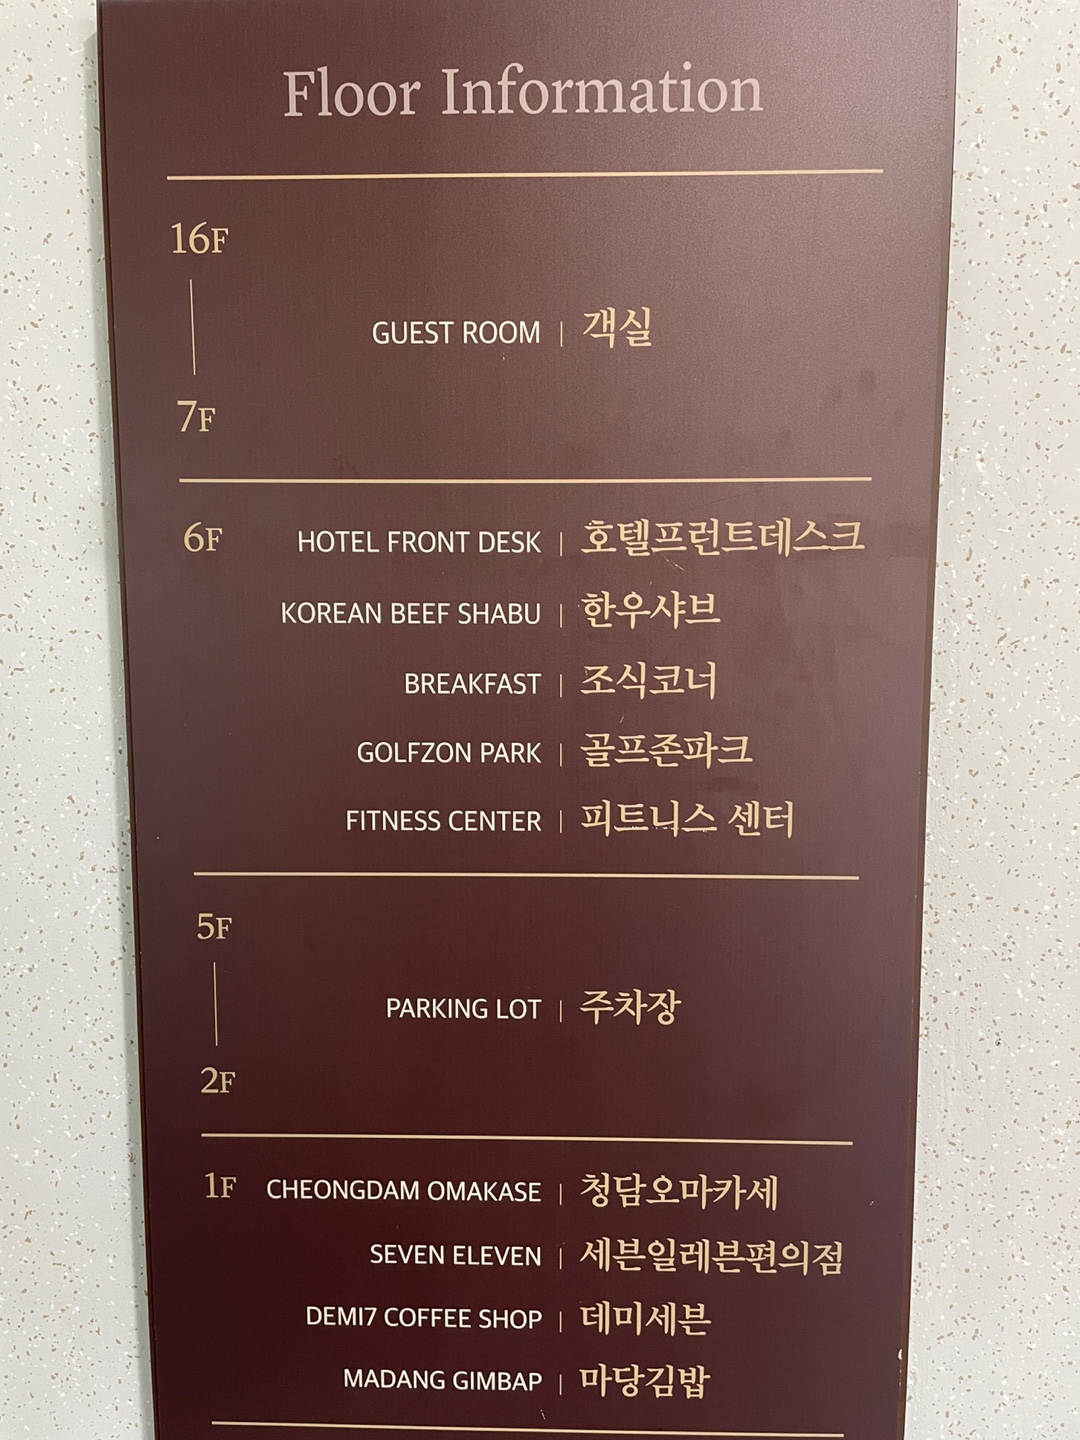 Floor Information
16F
GUEST ROOM | 객실
7F
6F HOTEL FRONT DESK | 호텔프런트데스크
KOREAN BEEF SHABU | 한우샤브
BREAKFAST | 조식코너
GOLFZON PARK | 골프존파크
FITNESS CENTER | 피트니스 센터
5F
PARKING LOT | 주차장
2F
1F CHEONGDAM OMAKASE | 청담오마카세
SEVEN ELEVEN | 세븐일레븐편의점
DEMI7 COFFEE SHOP | 데미세븐
MADANG GIMBAP | 마당김밥